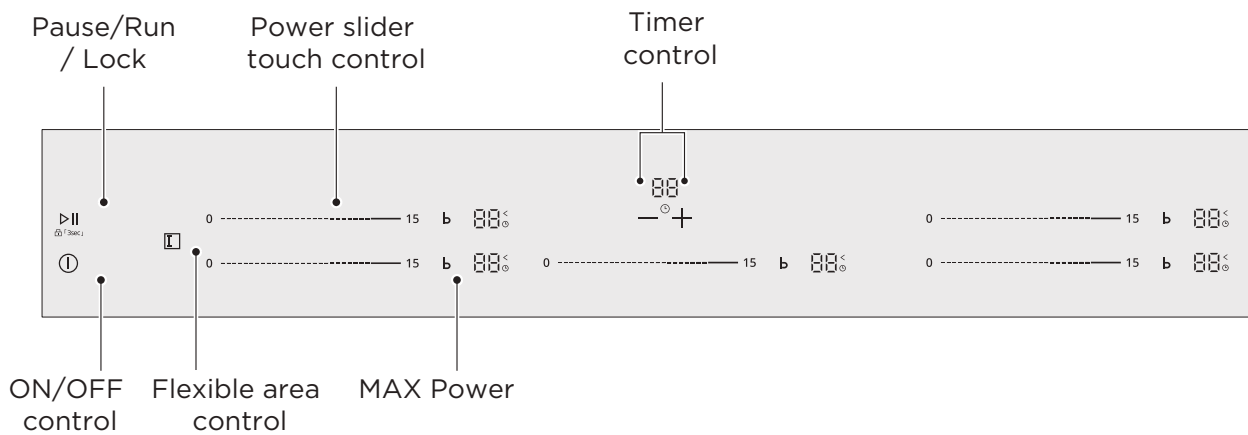 Pause/Run
/ Lock
Power slider
touch control
Timer
control
88
0 15 b 88
0 15 b 88
3sec
0 15 b 88
0 15 b 88
0 15 b 88
ON/OFF
control
Flexible area
control
MAX Power